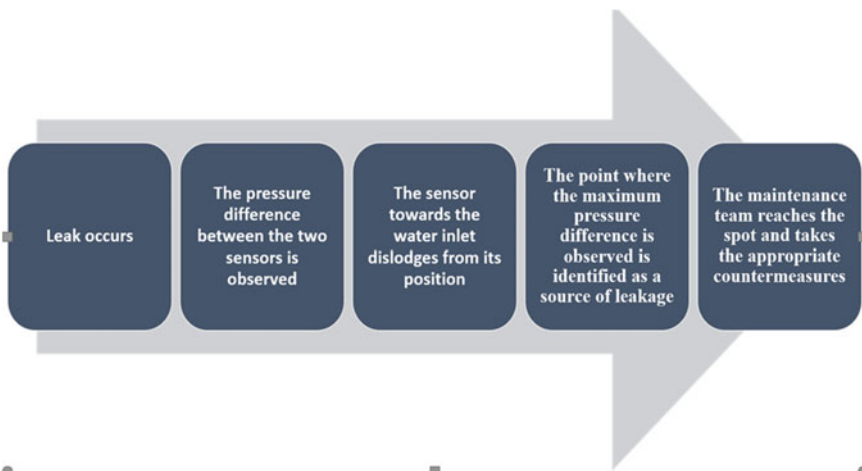 Leak occurs
The pressure
difference
between the two
sensors is
observed
The sensor
towards the
water inlet
dislodges from its
position
The point where
the maximum
pressure
difference is
observed is
identified as a
source of leakage
The maintenance
team reaches the
spot and takes
the appropriate
countermeasures